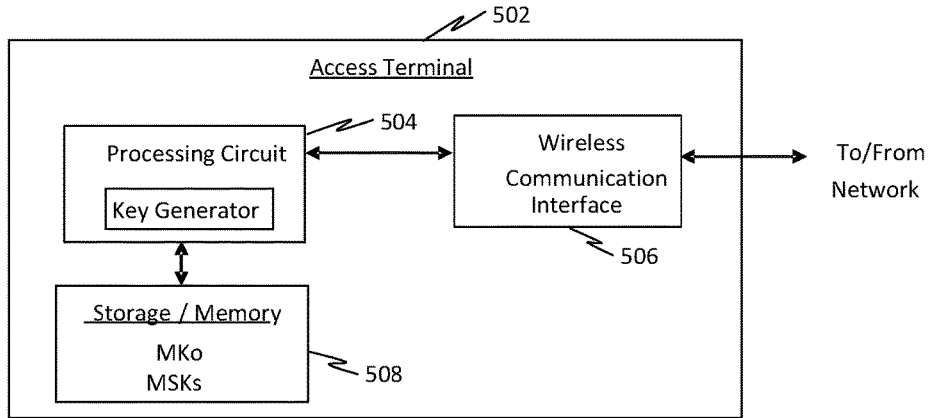 502
Access Terminal
504
Processing Circuit
Key Generator
Wireless
Communication
Interface
506
To/From
Network
Storage / Memory
MKo
MSKs
508